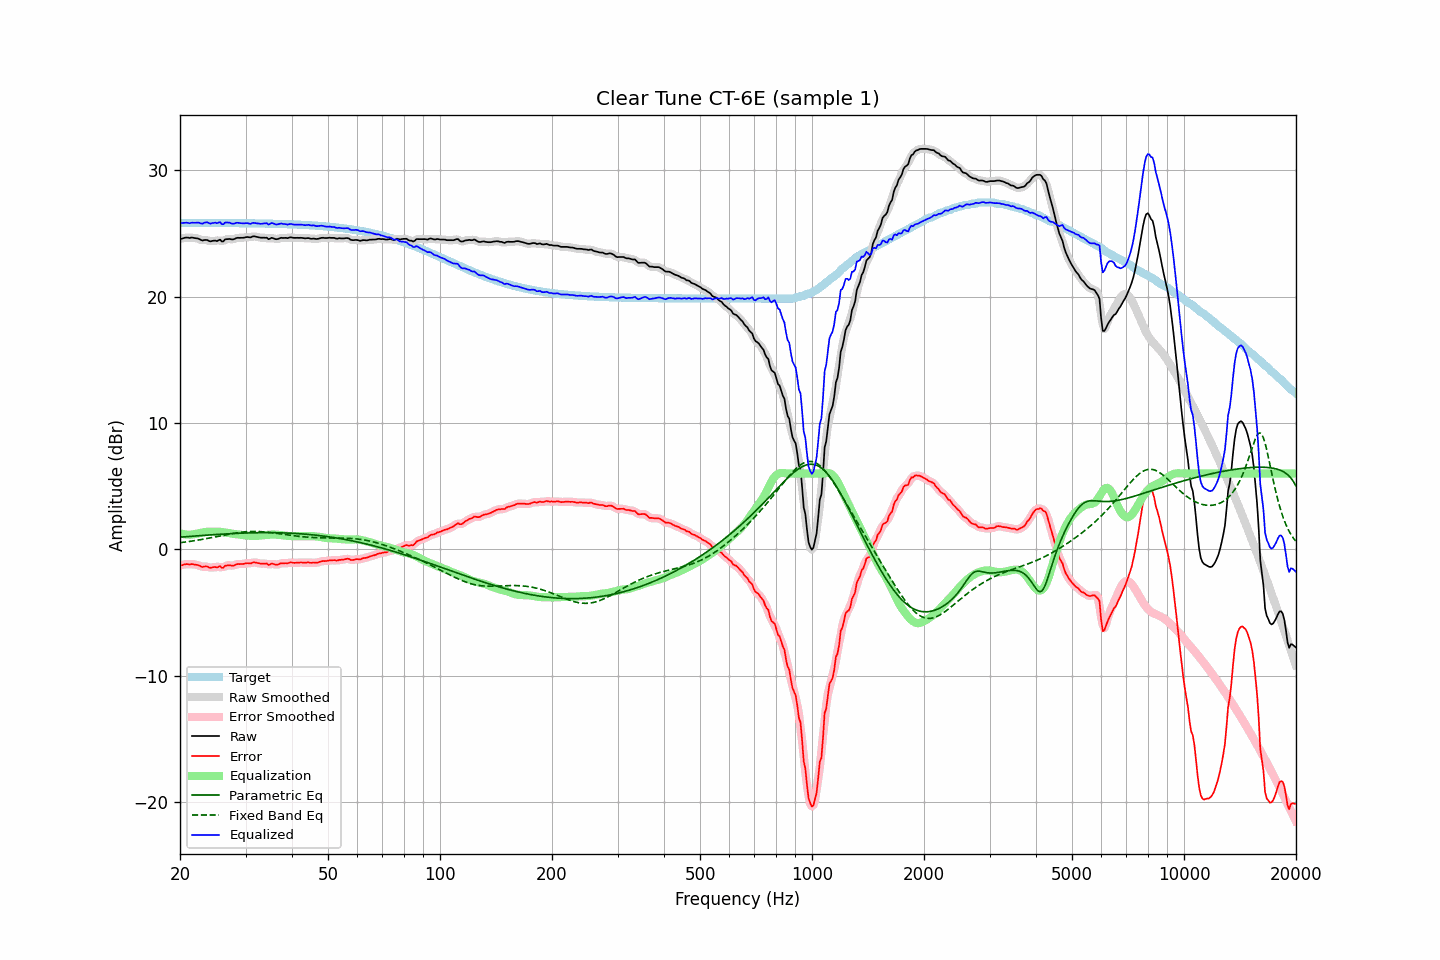 Clear Tune CT-6E (sample 1)
Amplitude (dBr)
30
20
10
0
−10
−20
Target
Raw Smoothed
Error Smoothed
Raw
Error
Equalization
Parametric Eq
Fixed Band Eq
Equalized
20 50 100 200 500 1000 2000 5000 10000 20000
Frequency (Hz)